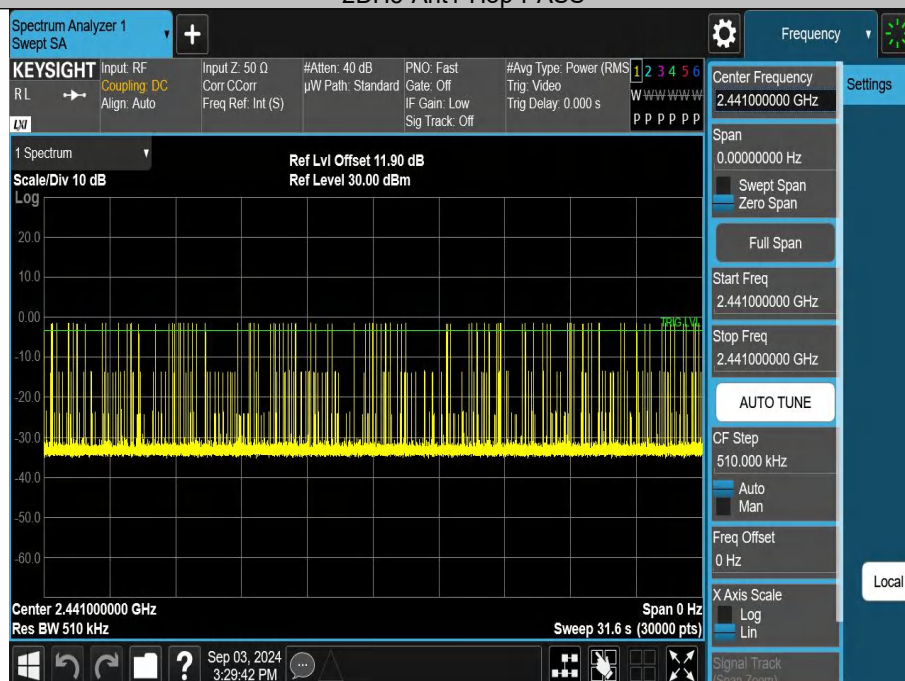 Spectrum Analyzer 1
Swept SA
Frequency
KEYSIGHT
RL
LXI
Input: RF
Coupling: DC
Align: Auto
Input Z: 50 Ω
Corr CCorr
Freq Ref: Int (S)
#Atten: 40 dB
µW Path: Standard
PNO: Fast
Gate: Off
IF Gain: Low
Sig Track: Off
#Avg Type: Power (RMS
Trig: Video
Trig Delay: 0.000 s
1 2 3 4 5 6
W W W W W W
P P P P P P
1 Spectrum
Scale/Div 10 dB
Ref Lvl Offset 11.90 dB
Ref Level 30.00 dBm
Log
20.0
10.0
0.00
TRIG LVL
-10.0
-20.0
-30.0
-40.0
-50.0
-60.0
Center 2.441000000 GHz
Span 0 Hz
Res BW 510 kHz
Sweep 31.6 s (30000 pts)
Center Frequency
2.441000000 GHz
Settings
Span
0.00000000 Hz
Swept Span
Zero Span
Full Span
Start Freq
2.441000000 GHz
Stop Freq
2.441000000 GHz
AUTO TUNE
CF Step
510.000 kHz
Auto
Man
Freq Offset
0 Hz
Local
X Axis Scale
Log
Lin
Signal Track
(Span Zoom)
?
Sep 03, 2024
3:29:42 PM